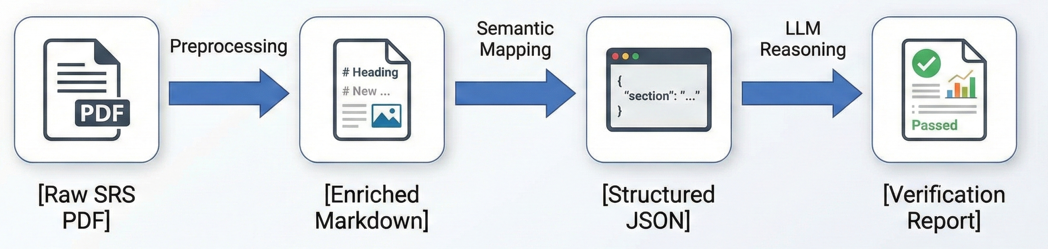 Preprocessing
Semantic
Mapping
LLM
Reasoning
PDF
# Heading
# New ...
{
"section": "..."
}
Passed
[Raw SRS
PDF]
[Enriched
Markdown]
[Structured
JSON]
[Verification
Report]